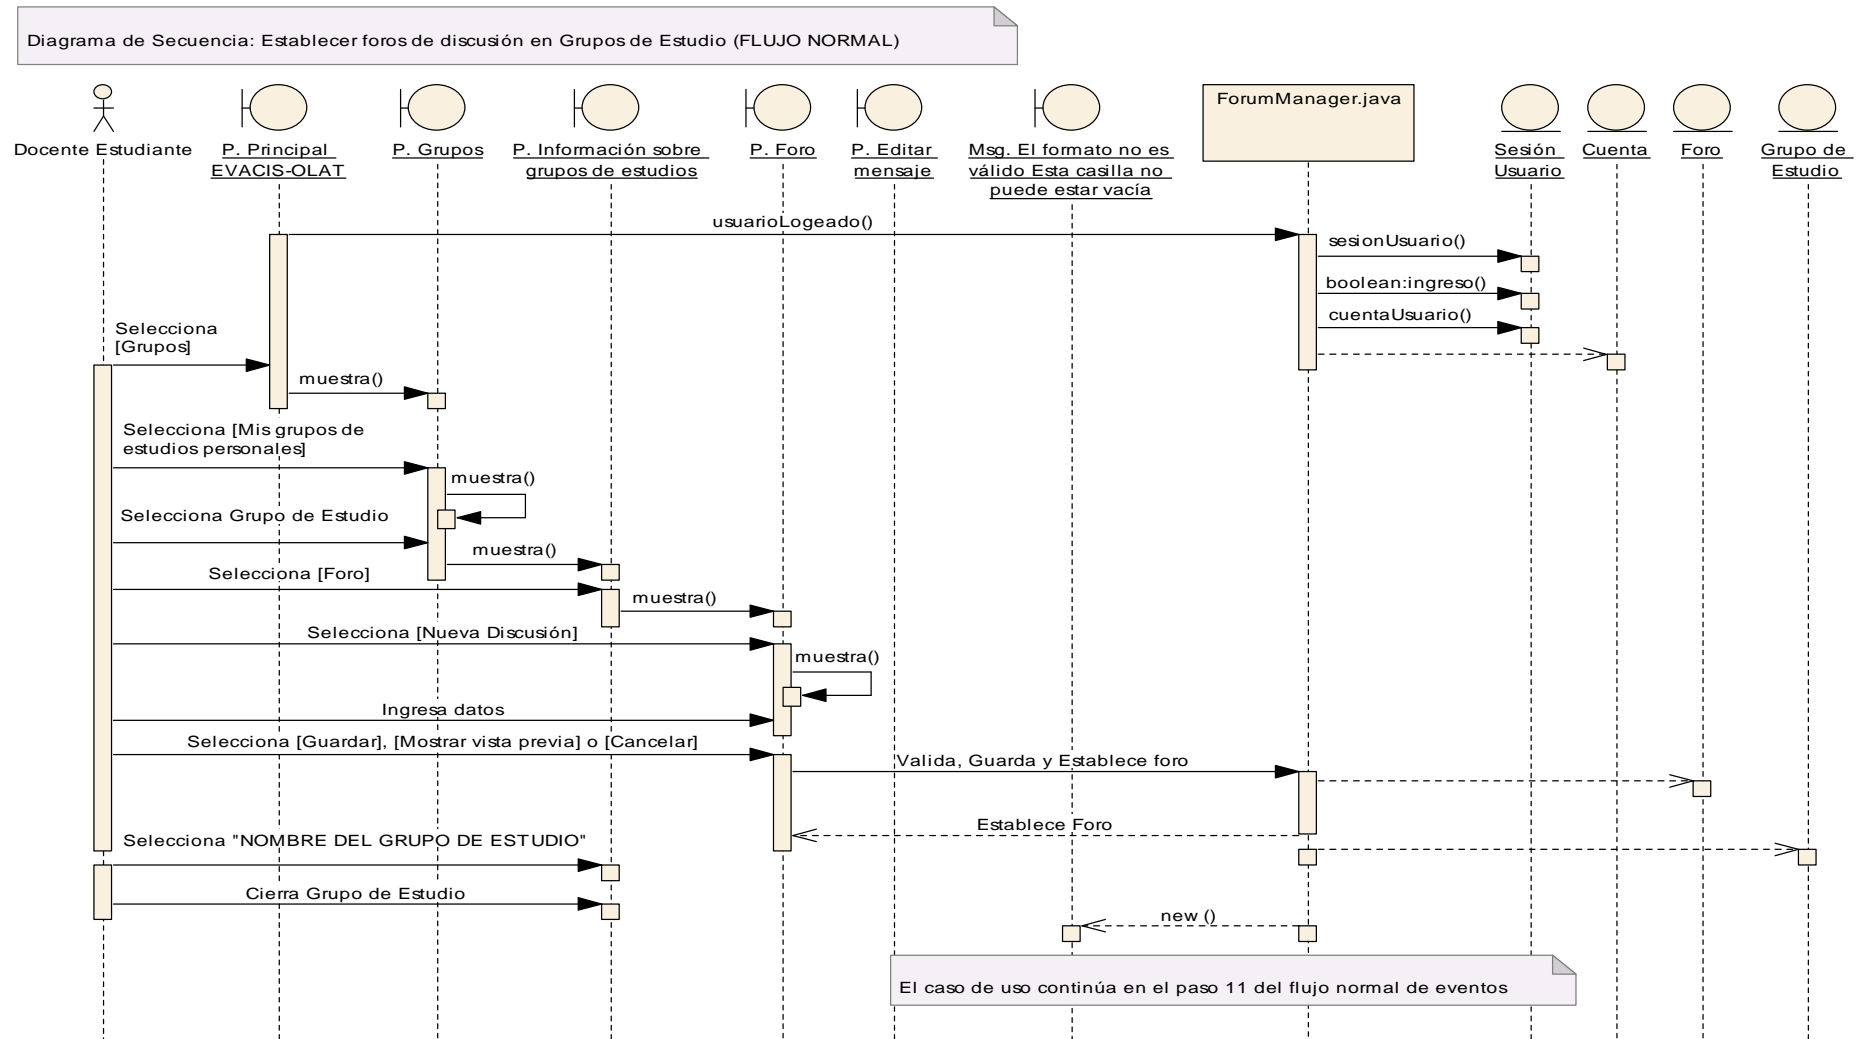 Diagrama de Secuencia: Establecer foros de discusión en Grupos de Estudio (FLUJO NORMAL)
Docente Estudiante
P. Principal
EVACIS-OLAT
P. Grupos
P. Información sobre
grupos de estudios
P. Foro
P. Editar
mensaje
Msg. El formato no es
válido Esta casilla no
puede estar vacía
ForumManager.java
Sesión
Usuario
Cuenta
Foro
Grupo de
Estudio
usuarioLogeado()
sesionUsuario()
boolean:ingreso()
cuentaUsuario()
Selecciona
[Grupos]
muestra()
Selecciona [Mis grupos de
estudios personales]
muestra()
Selecciona Grupo de Estudio
muestra()
Selecciona [Foro]
muestra()
Selecciona [Nueva Discusión]
muestra()
Ingresa datos
Selecciona [Guardar], [Mostrar vista previa] o [Cancelar]
Valida, Guarda y Establece foro
Establece Foro
Selecciona "NOMBRE DEL GRUPO DE ESTUDIO"
Cierra Grupo de Estudio
new ()
El caso de uso continúa en el paso 11 del flujo normal de eventos